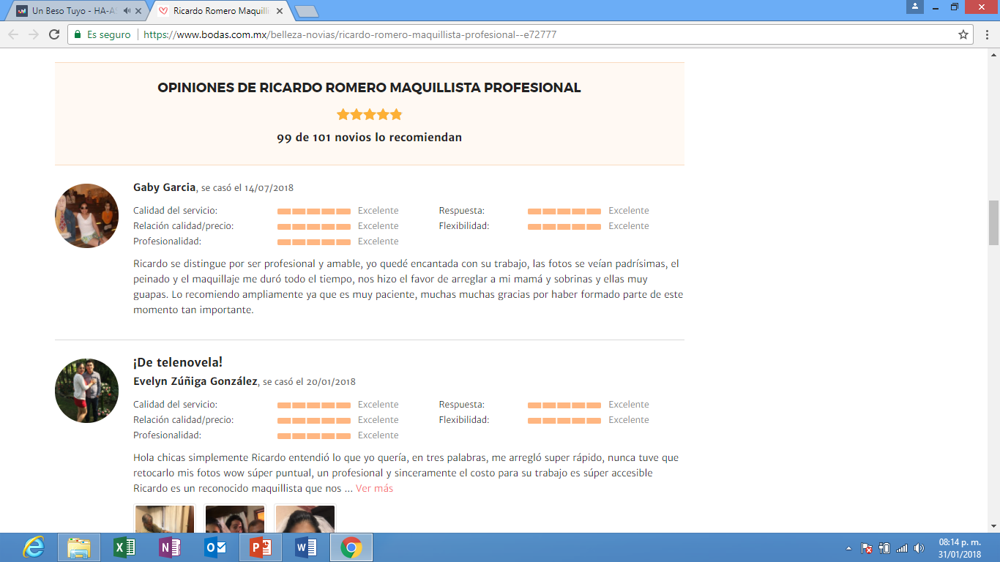 Un Beso Tuyo - HA-A
Ricardo Romero Maquilli
Es seguro
https://www.bodas.com.mx/belleza-novias/ricardo-romero-maquillista-profesional--e72777
OPINIONES DE RICARDO ROMERO MAQUILLISTA PROFESIONAL
99 de 101 novios lo recomiendan
Gaby Garcia, se casó el 14/07/2018
Calidad del servicio: Excelente Respuesta: Excelente
Relación calidad/precio: Excelente Flexibilidad: Excelente
Profesionalidad: Excelente
Ricardo se distingue por ser profesional y amable, yo quedé encantada con su trabajo, las fotos se veían padrísimas, el
peinado y el maquillaje me duró todo el tiempo, nos hizo el favor de arreglar a mi mamá y sobrinas y ellas muy
guapas. Lo recomiendo ampliamente ya que es muy paciente, muchas muchas gracias por haber formado parte de este
momento tan importante.
¡De telenovela!
Evelyn Zúñiga González, se casó el 20/01/2018
Calidad del servicio: Excelente Respuesta: Excelente
Relación calidad/precio: Excelente Flexibilidad: Excelente
Profesionalidad: Excelente
Hola chicas simplemente Ricardo entendió lo que yo quería, en tres palabras, me arregló super rápido, nunca tuve que
retocarlo mis fotos wow súper puntual, un profesional y sinceramente el costo para su trabajo es súper accesible
Ricardo es un reconocido maquillista que nos ... Ver más
08:14 p. m.
31/01/2018